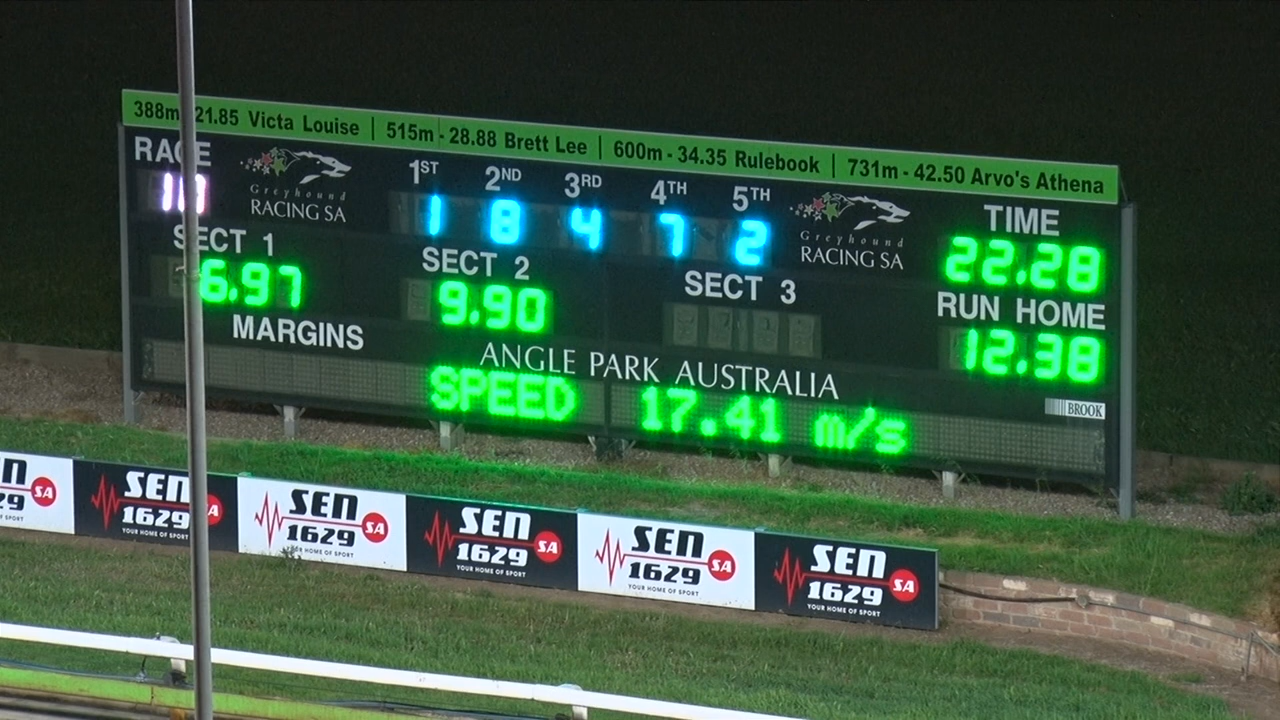 388m - 21.85 Victa Louise | 515m - 28.88 Brett Lee | 600m - 34.35 Rulebook | 731m - 42.50 Arvo's Athena
RACE
Greyhound
RACING SA
1ST 2ND 3RD 4TH 5TH
1 8 4 7 2
Greyhound
RACING SA
TIME
22.28
SECT 1
6.97
SECT 2
9.90
SECT 3
RUN HOME
12.38
MARGINS
ANGLE PARK AUSTRALIA
SPEED 17.41 m/s
BROOK
SA
SEN
1629
SA
YOUR HOME OF SPORT
SEN
1629
SA
YOUR HOME OF SPORT
SEN
1629
SA
YOUR HOME OF SPORT
SEN
1629
SA
YOUR HOME OF SPORT
SEN
1629
SA
YOUR HOME OF SPORT